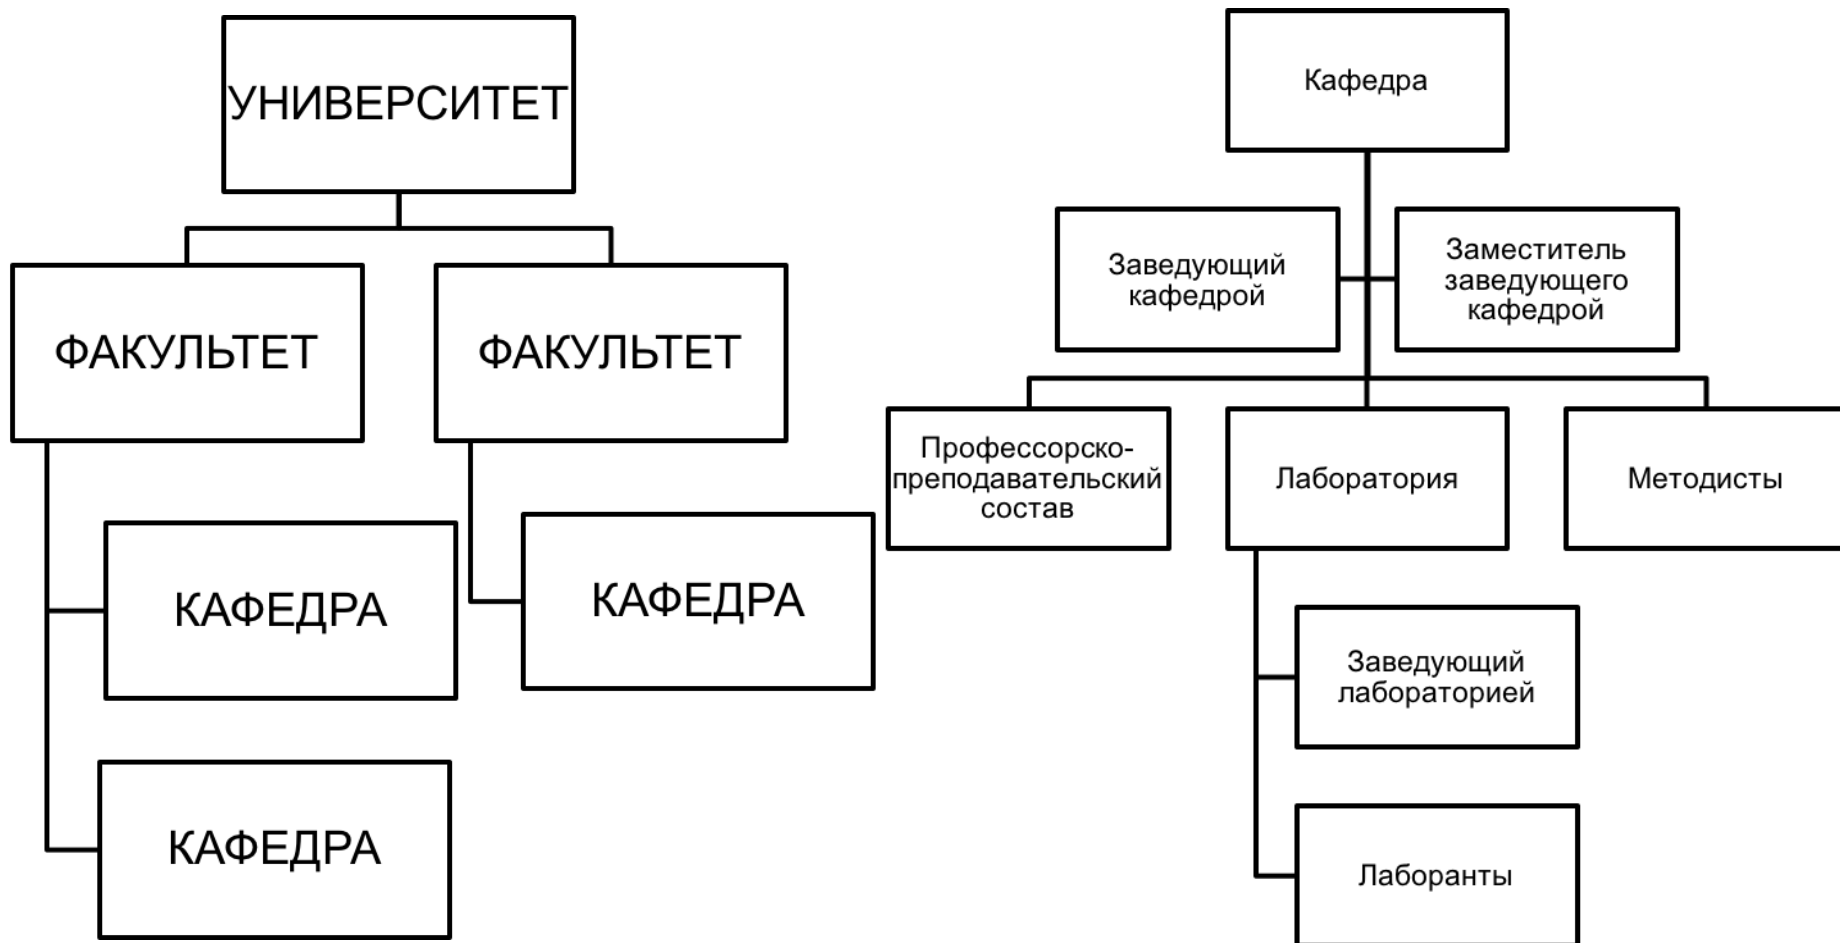 УНИВЕРСИТЕТ
ФАКУЛЬТЕТ
ФАКУЛЬТЕТ
КАФЕДРА
КАФЕДРА
КАФЕДРА
Кафедра
Заведующий
кафедрой
Заместитель
заведующего
кафедрой
Профессорско-
преподавательский
состав
Лаборатория
Методисты
Заведующий
лабораторией
Лаборанты